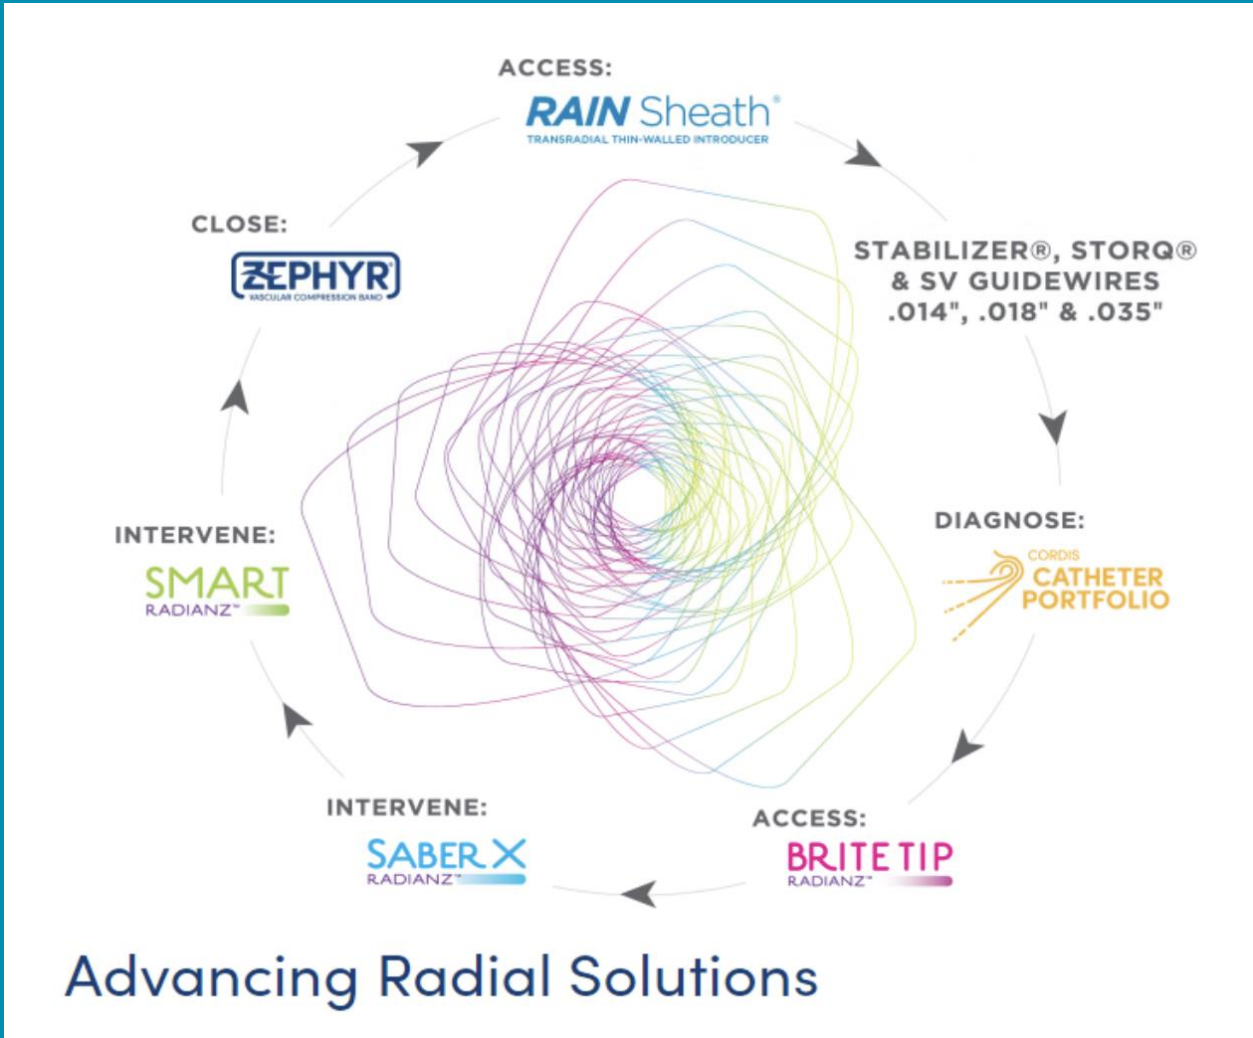 ACCESS:
RAIN Sheath®
TRANSRADIAL THIN-WALLED INTRODUCER
STABILIZER®, STORQ®
& SV GUIDEWIRES
.014", .018" & .035"
DIAGNOSE:
CORDIS
CATHETER
PORTFOLIO
ACCESS:
BRITE TIP
RADIANZ™
INTERVENE:
SABER X
RADIANZ™
INTERVENE:
SMART
RADIANZ™
CLOSE:
ZEPHYR®
VASCULAR COMPRESSION BAND
Advancing Radial Solutions